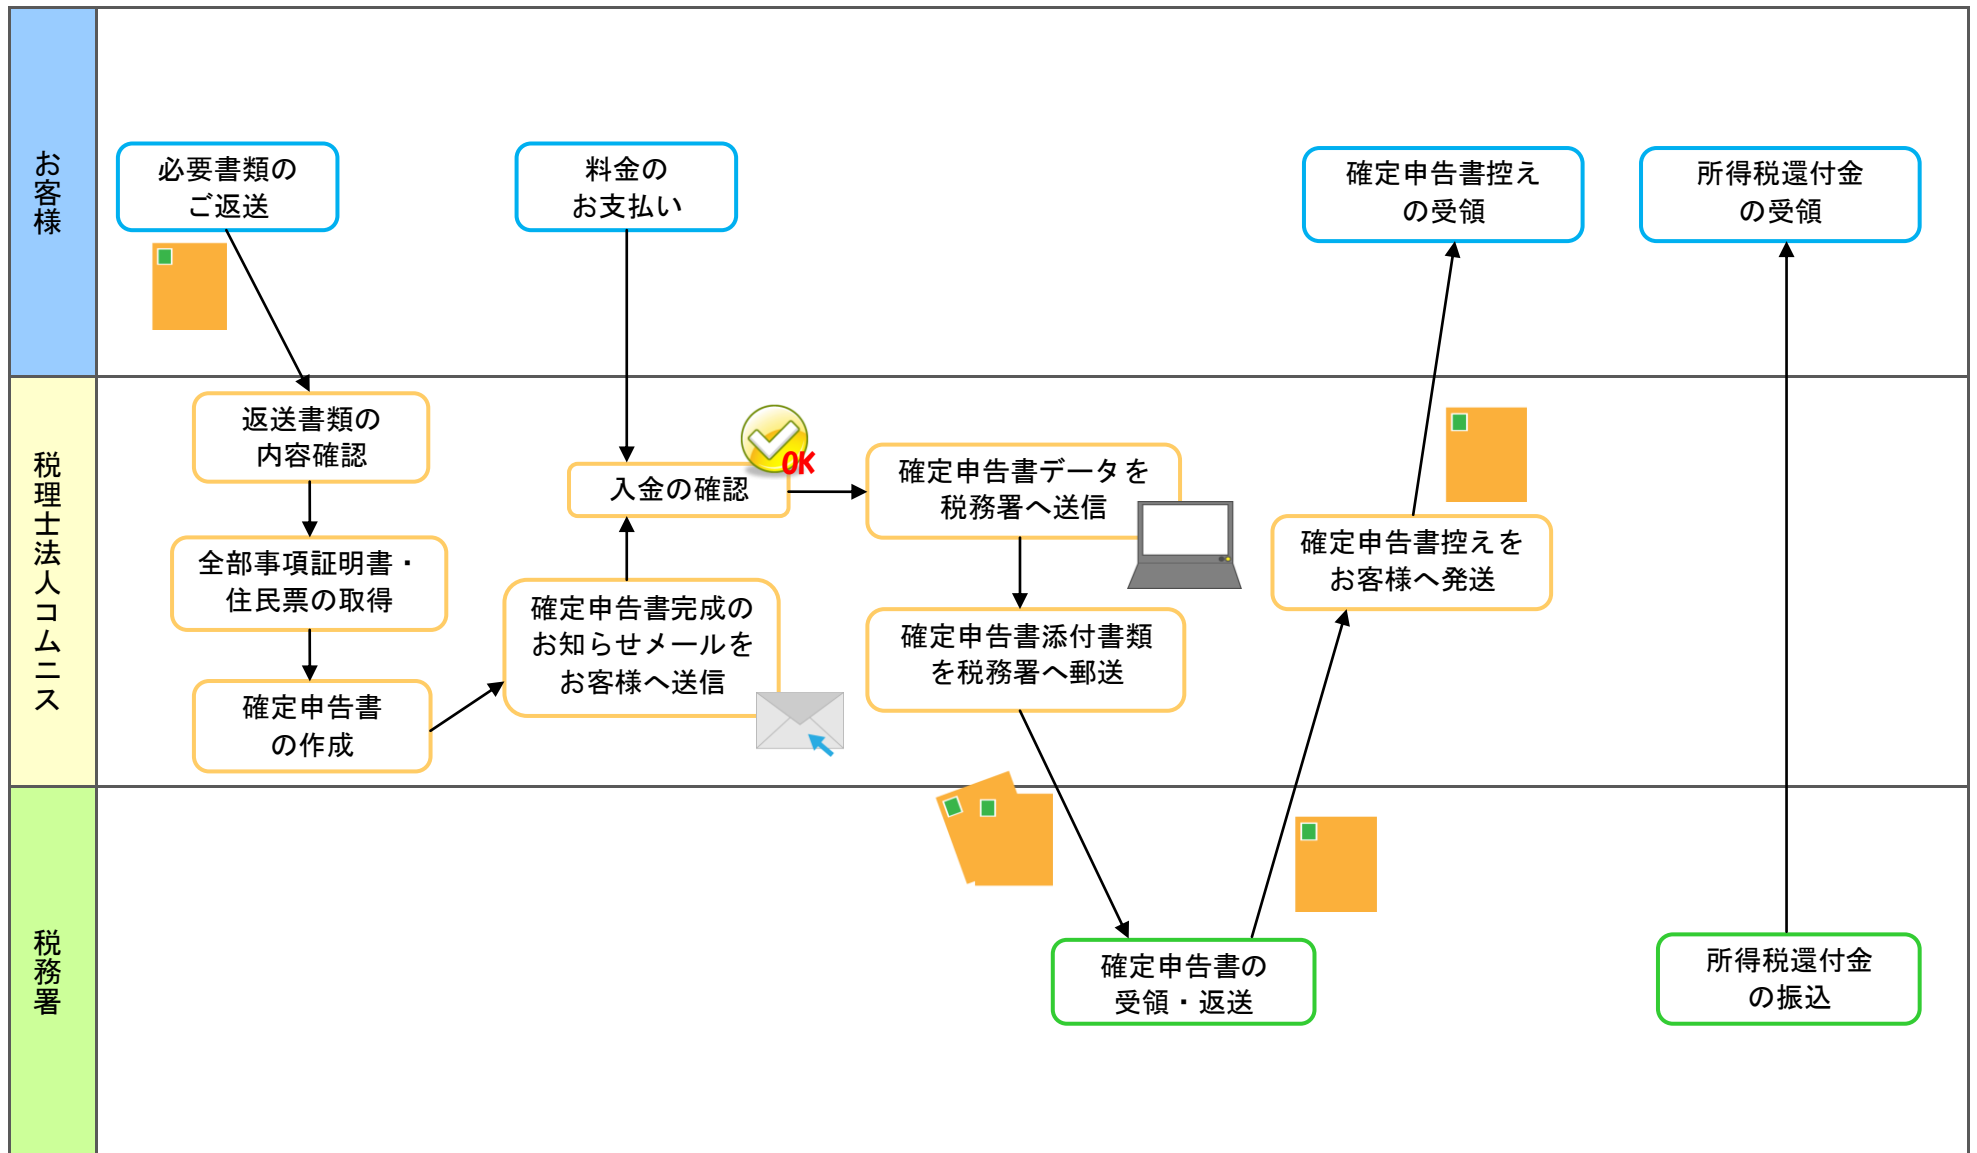 お客様
必要書類の
ご返送
料金の
お支払い
確定申告書控え
の受領
所得税還付金
の受領
税理士法人コムニス
返送書類の
内容確認
全部事項証明書・
住民票の取得
確定申告書
の作成
確定申告書完成の
お知らせメールを
お客様へ送信
入金の確認
OK
確定申告書データを
税務署へ送信
確定申告書添付書類
を税務署へ郵送
確定申告書控えを
お客様へ発送
税務署
確定申告書の
受領・返送
所得税還付金
の振込